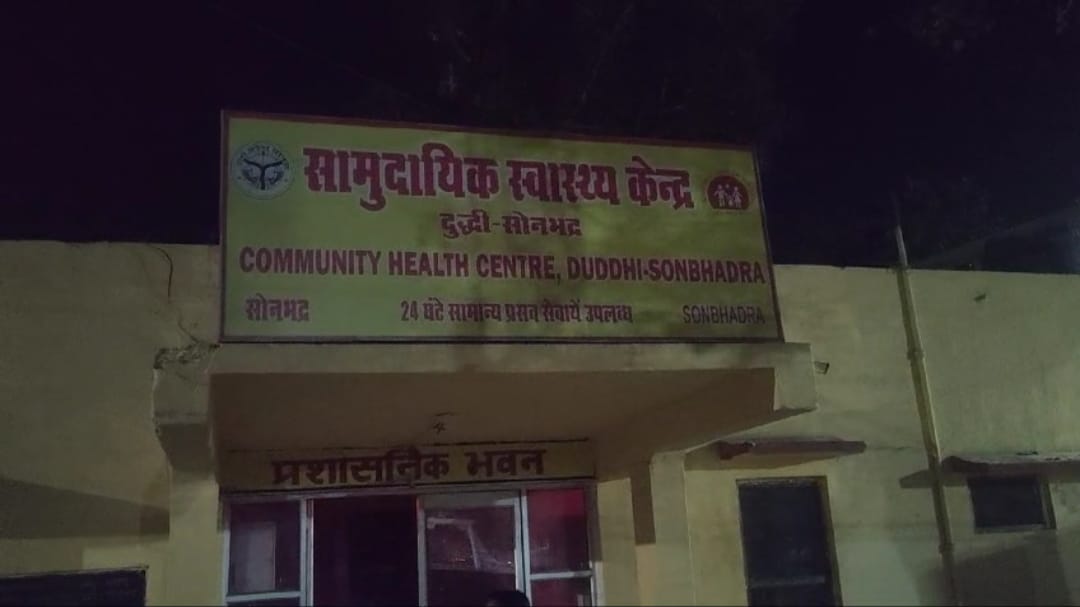 सामुदायिक स्वास्थ्य केन्द्र
दुद्धी-सोनभद्र
COMMUNITY HEALTH CENTRE, DUDDHI-SONBHADRA
सोनभद्र 24 घंटे सामान्य प्रसव सेवायें उपलब्ध SONBHADRA
प्रशासनिक भवन